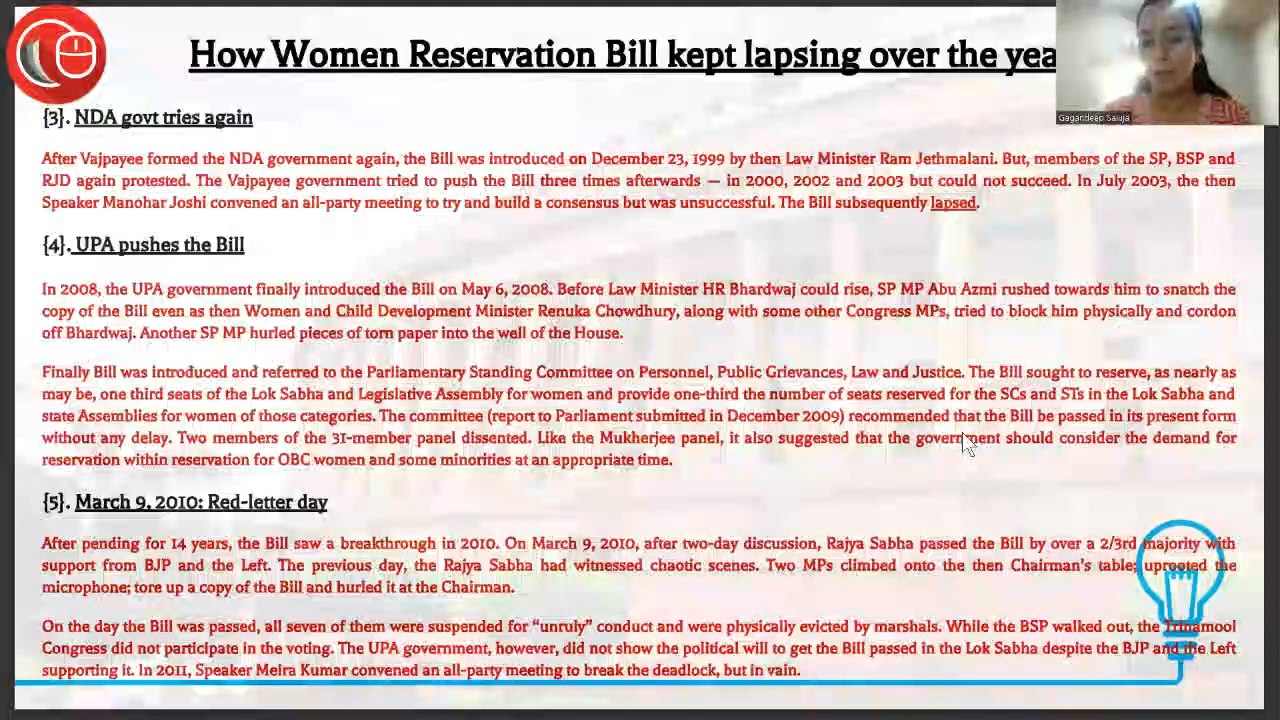 How Women Reservation Bill kept lapsing over the yea
Gagandeep Saluja
{3}. NDA govt tries again
After Vajpayee formed the NDA government again, the Bill was introduced on December 23, 1999 by then Law Minister Ram Jethmalani. But, members of the SP, BSP and
RJD again protested. The Vajpayee government tried to push the Bill three times afterwards — in 2000, 2002 and 2003 but could not succeed. In July 2003, the then
Speaker Manohar Joshi convened an all-party meeting to try and build a consensus but was unsuccessful. The Bill subsequently lapsed.
{4}. UPA pushes the Bill
In 2008, the UPA government finally introduced the Bill on May 6, 2008. Before Law Minister HR Bhardwaj could rise, SP MP Abu Azmi rushed towards him to snatch the
copy of the Bill even as then Women and Child Development Minister Renuka Chowdhury, along with some other Congress MPs, tried to block him physically and cordon
off Bhardwaj. Another SP MP hurled pieces of torn paper into the well of the House.
Finally Bill was introduced and referred to the Parliamentary Standing Committee on Personnel, Public Grievances, Law and Justice. The Bill sought to reserve, as nearly as
may be, one third seats of the Lok Sabha and Legislative Assembly for women and provide one-third the number of seats reserved for the SCs and STs in the Lok Sabha and
state Assemblies for women of those categories. The committee (report to Parliament submitted in December 2009) recommended that the Bill be passed in its present form
without any delay. Two members of the 31-member panel dissented. Like the Mukherjee panel, it also suggested that the government should consider the demand for
reservation within reservation for OBC women and some minorities at an appropriate time.
{5}. March 9, 2010: Red-letter day
After pending for 14 years, the Bill saw a breakthrough in 2010. On March 9, 2010, after two-day discussion, Rajya Sabha passed the Bill by over a 2/3rd majority with
support from BJP and the Left. The previous day, the Rajya Sabha had witnessed chaotic scenes. Two MPs climbed onto the then Chairman's table; uprooted the
microphone; tore up a copy of the Bill and hurled it at the Chairman.
On the day the Bill was passed, all seven of them were suspended for “unruly” conduct and were physically evicted by marshals. While the BSP walked out, the Trinamool
Congress did not participate in the voting. The UPA government, however, did not show the political will to get the Bill passed in the Lok Sabha despite the BJP and the Left
supporting it. In 2011, Speaker Meira Kumar convened an all-party meeting to break the deadlock, but in vain.